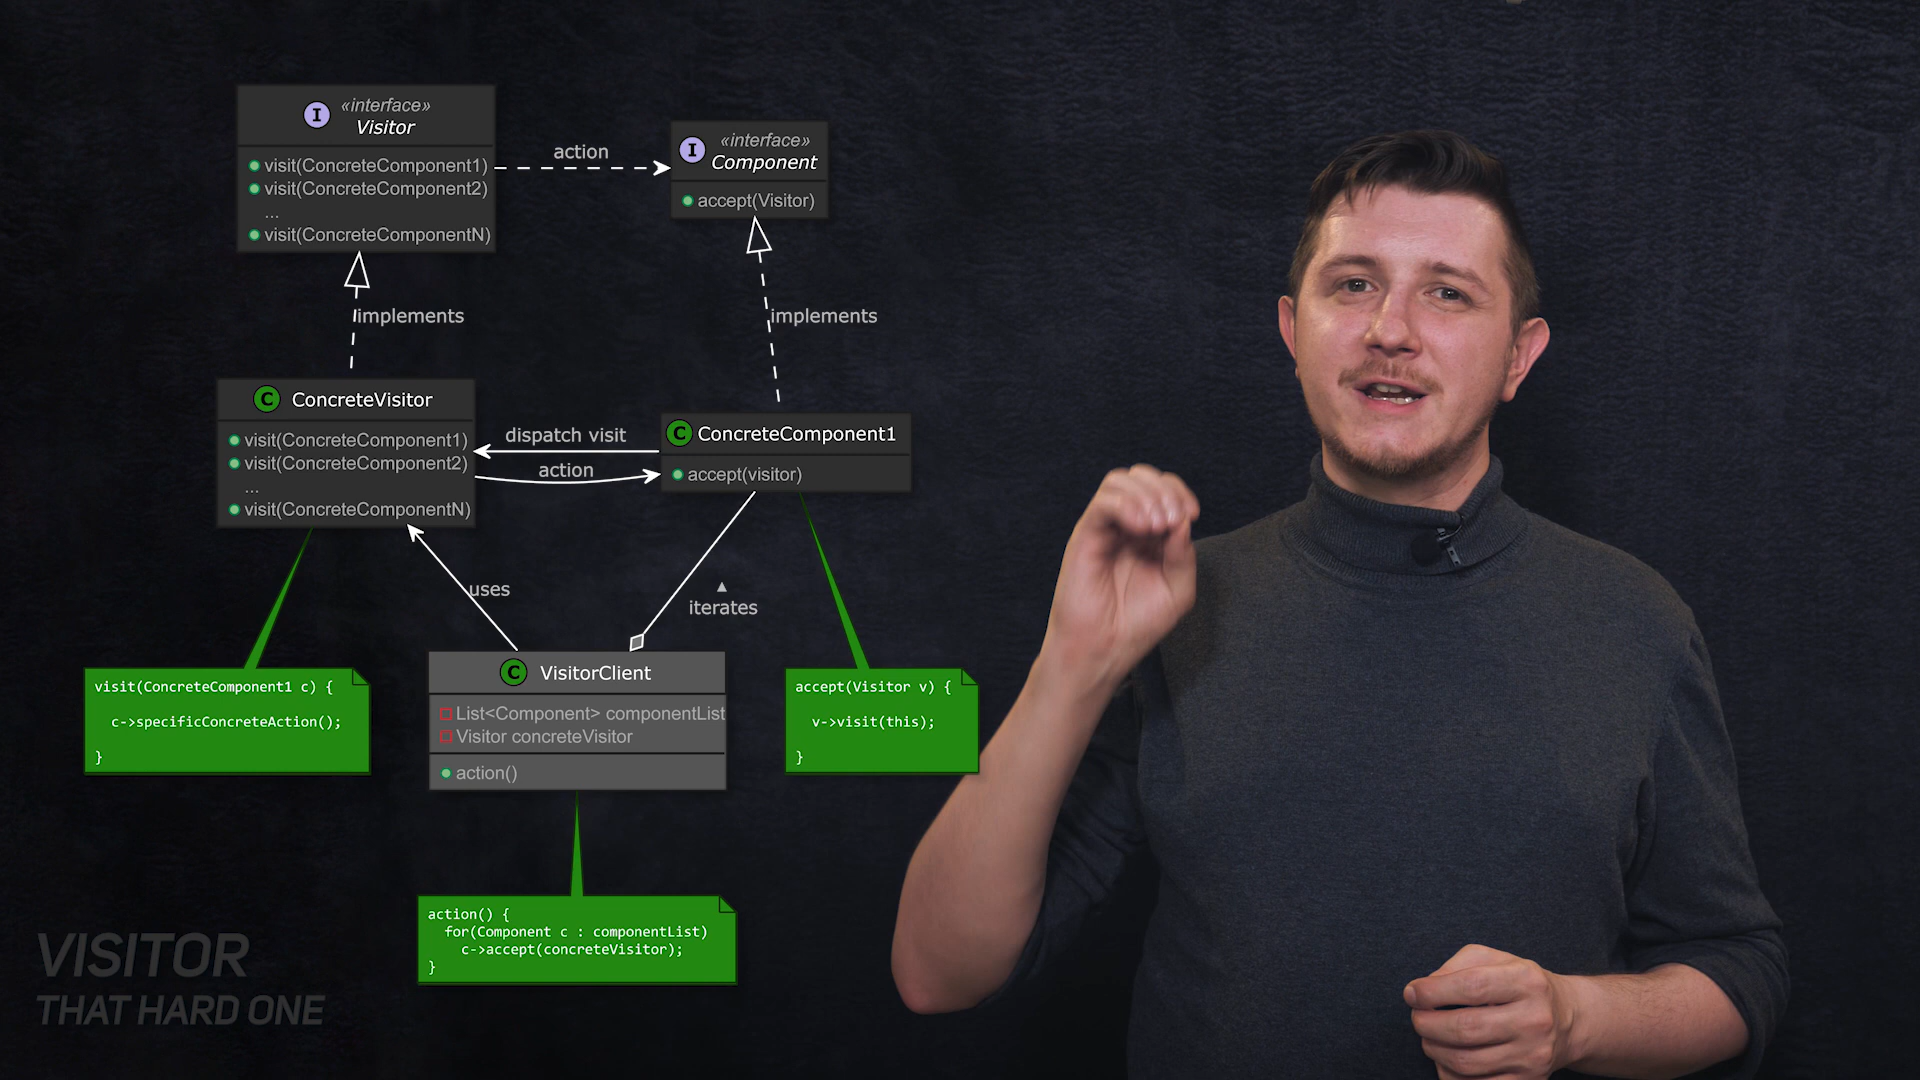 I
«interface»
Visitor
visit(ConcreteComponent1)
visit(ConcreteComponent2)
...
visit(ConcreteComponentN)
action
I
«interface»
Component
accept(Visitor)
implements
implements
C ConcreteVisitor
visit(ConcreteComponent1)
visit(ConcreteComponent2)
...
visit(ConcreteComponentN)
dispatch visit
action
C ConcreteComponent1
accept(visitor)
uses
iterates
C VisitorClient
List<Component> componentList
Visitor concreteVisitor
action()
visit(ConcreteComponent1 c) {
c->specificConcreteAction();
}
accept(Visitor v) {
v->visit(this);
}
action() {
for(Component c : componentList)
c->accept(concreteVisitor);
}
VISITOR
THAT HARD ONE